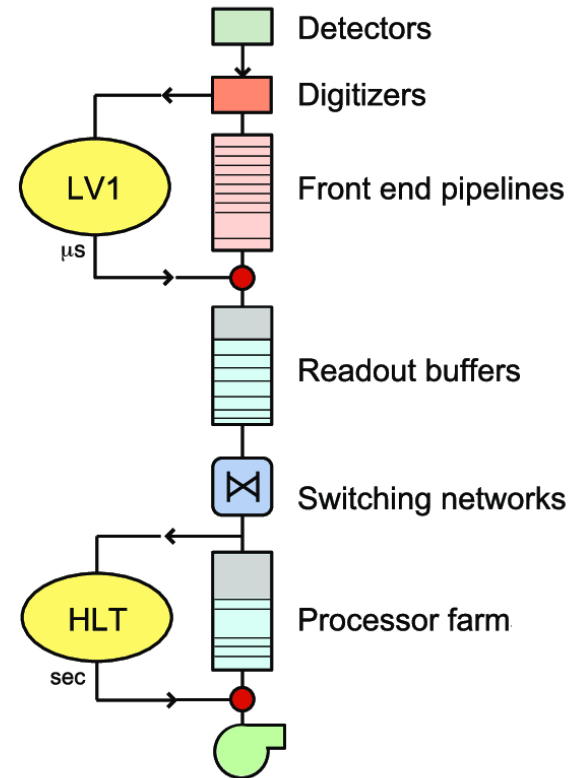 Detectors
Digitizers
LV1
Front end pipelines
μs
Readout buffers
Switching networks
HLT
Processor farm
sec